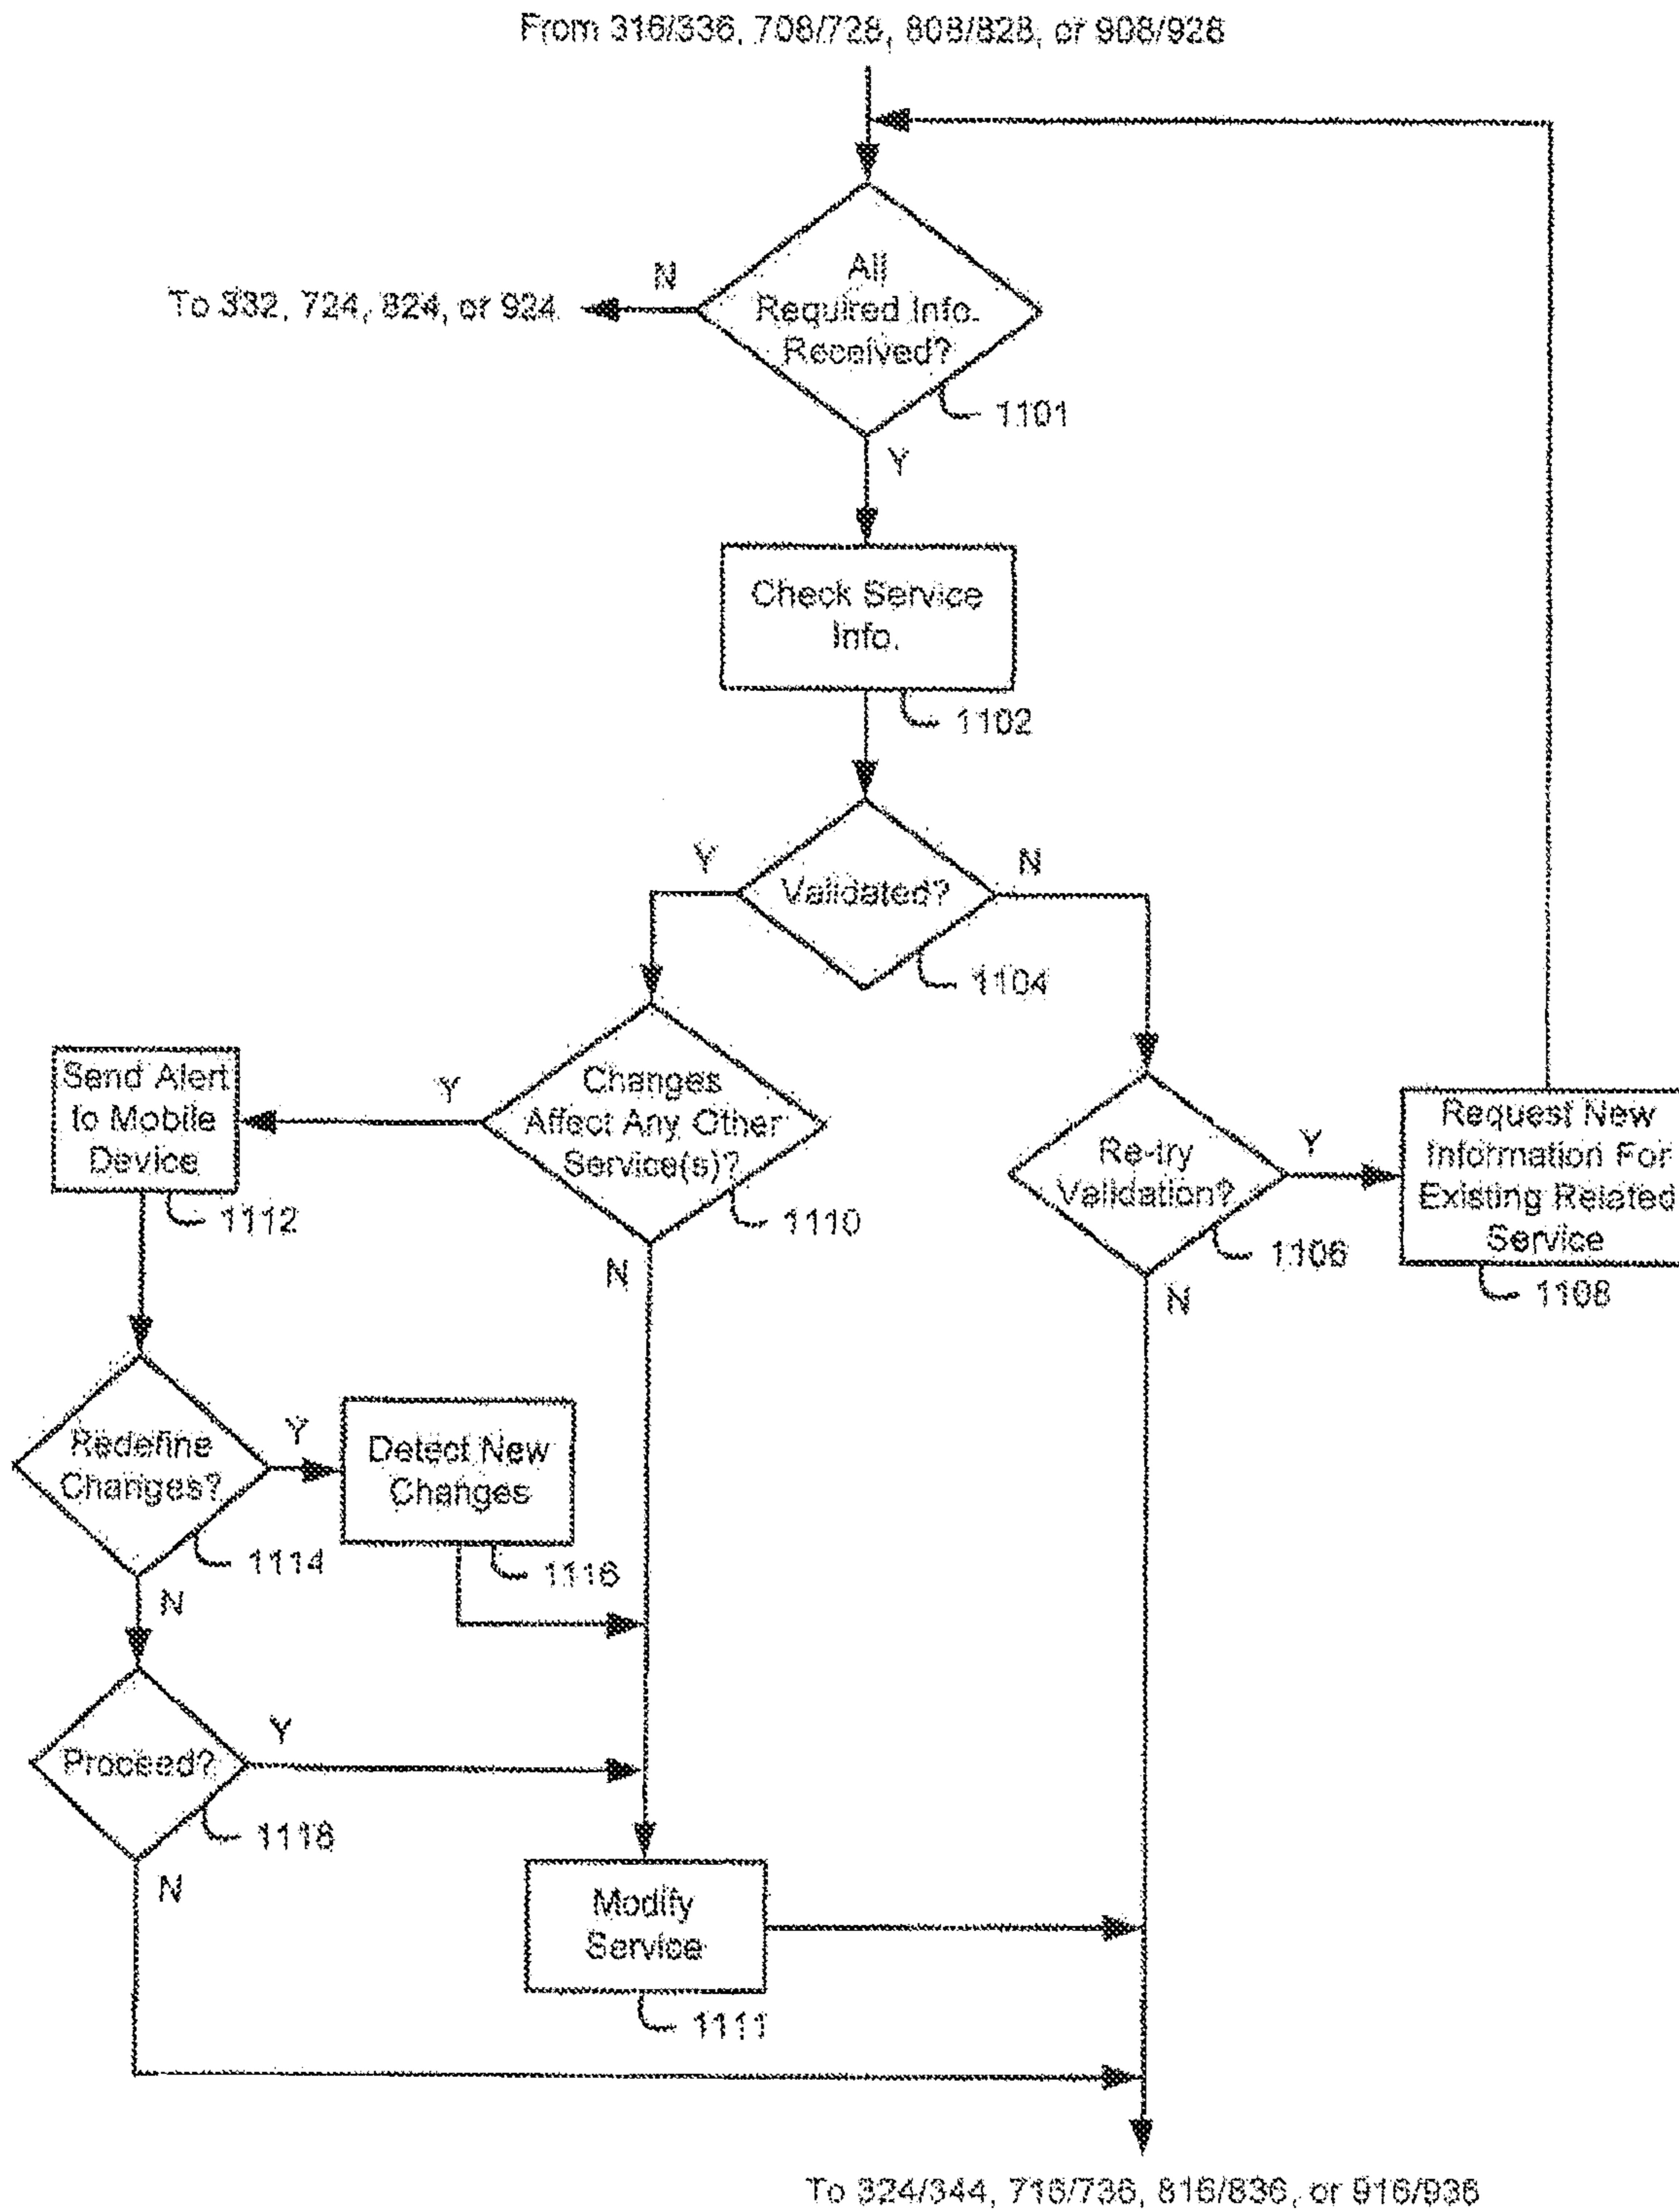 From 316/336, 708/728, 808/828, or 908/928
N
To 332, 724, 824, or 924
All
Required Info.
Received?
1101
Y
Check Service
Info.
1102
Y
N
Validated?
1104
Send Alert
to Mobile
Device
1112
Y
Changes
Affect Any Other
Service(s)?
1110
N
Re-try
Validation?
1106
Y
N
Request New
Information For
Existing Related
Service
1108
Redefine
Changes?
1114
Y
N
Detect New
Changes
1116
Proceed?
1118
Y
N
Modify
Service
1111
To 324/344, 716/736, 816/836, or 916/936